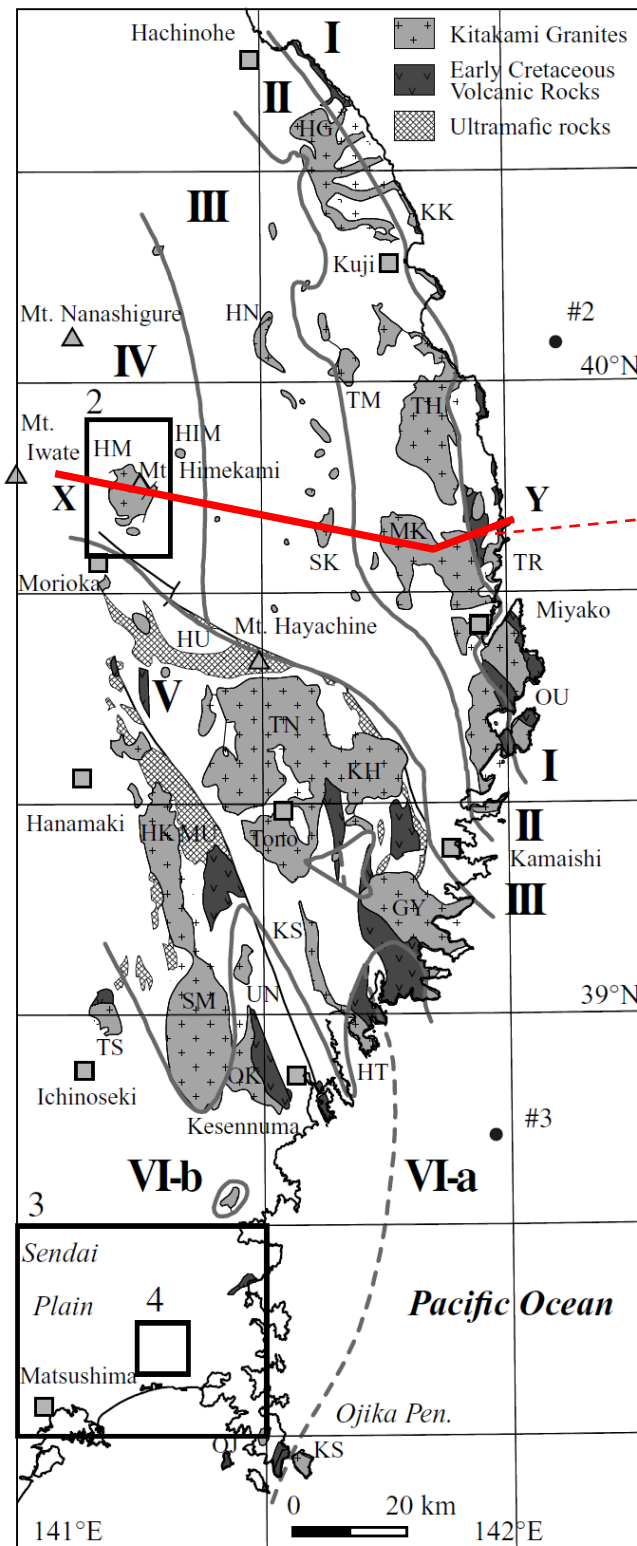 I
Hachinohe
Kitakami Granites
Early Cretaceous
Volcanic Rocks
Ultramafic rocks
II
HG
III
KK
Kuji
Mt. Nanashigure
HN
#2
IV
TM
40°N
2
TH
Mt.
Iwate
HM
HIM
Mt. Himekami
X
Y
MK
SK
TR
Morioka
Miyako
HU
Mt. Hayachine
V
OU
TN
KH
I
Hanamaki
HK
MU
Tono
II
Kamaishi
III
GY
KS
UN
SM
39°N
TS
HT
Ichinoseki
OK
Kesennuma
#3
VI-b
VI-a
3
Sendai
Plain
4
Pacific Ocean
Matsushima
Ojika Pen.
OJ
KS
0
20 km
141°E
142°E